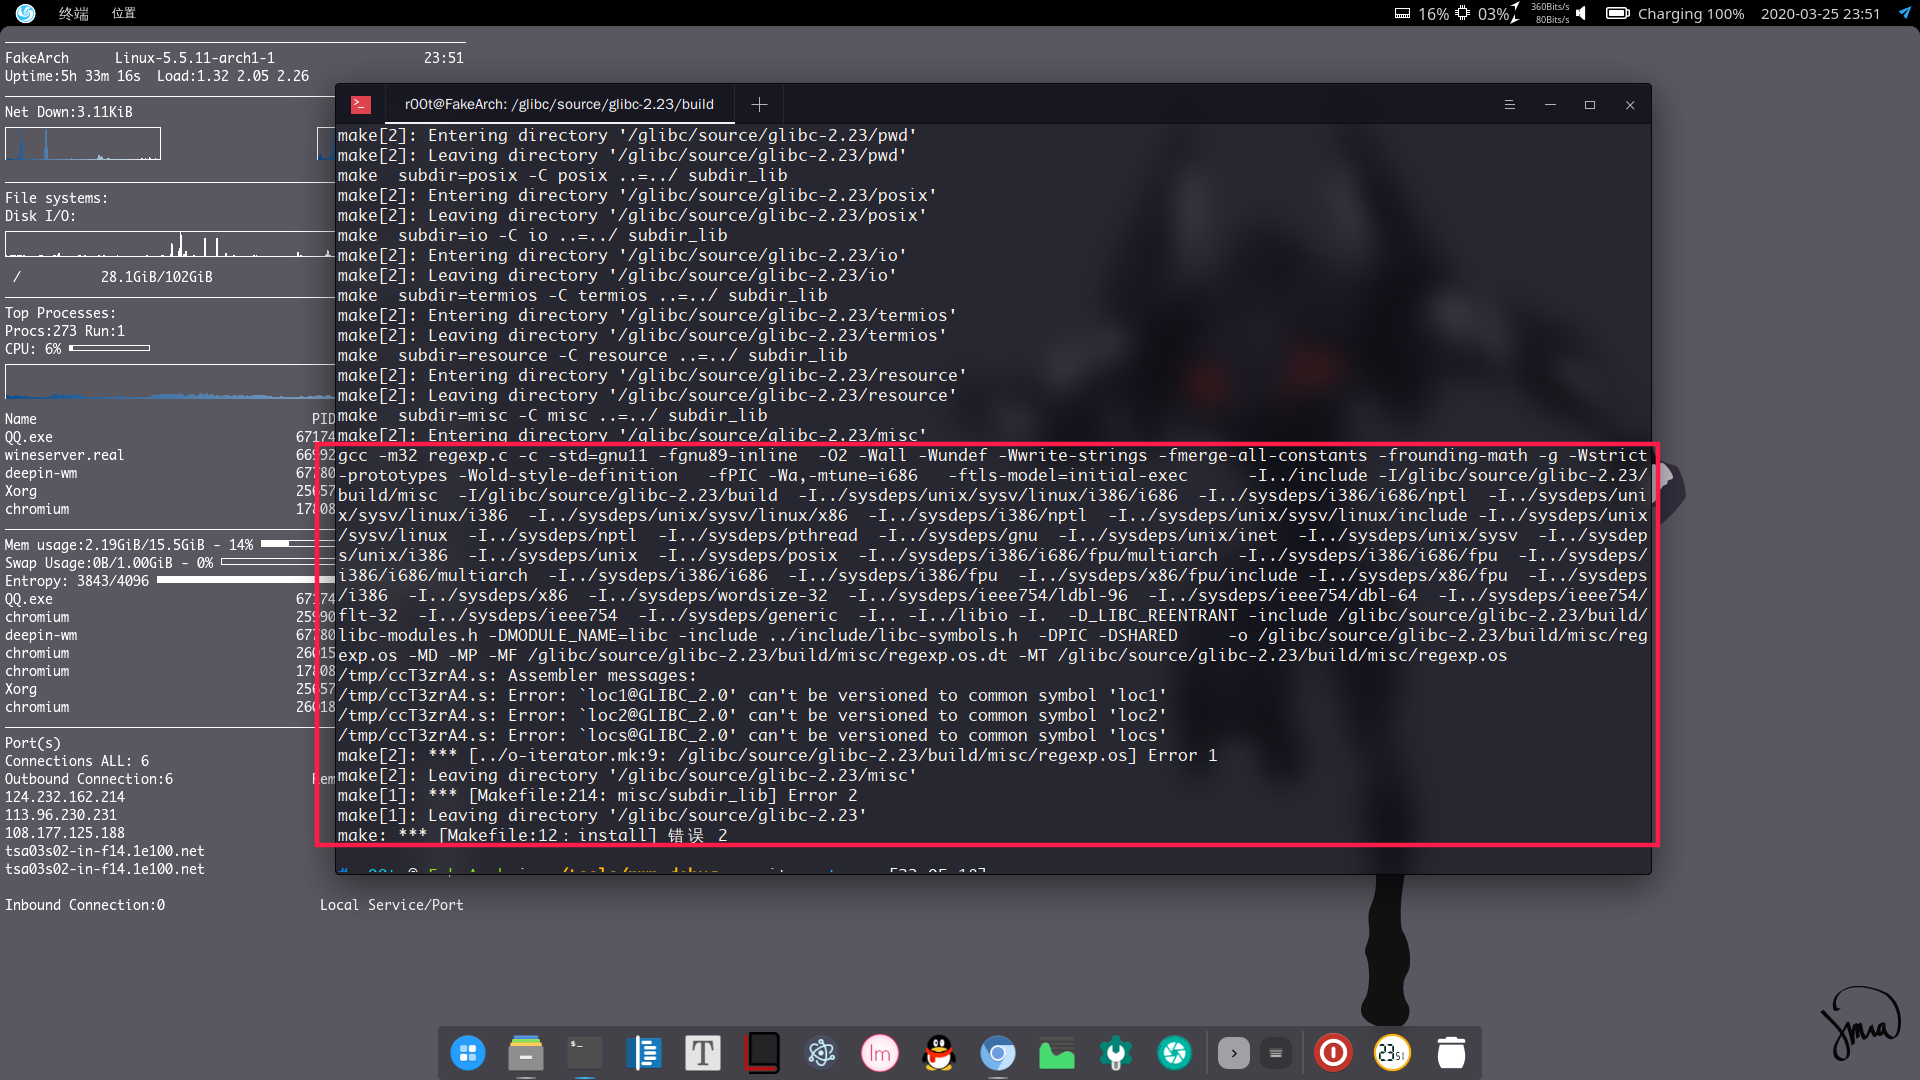 终端 位置
16% 03% 360Bits/s 80Bits/s Charging 100% 2020-03-25 23:51
FakeArch Linux-5.5.11-arch1-1 23:51
Uptime:5h 33m 16s Load:1.32 2.05 2.26
Net Down:3.11KiB
File systems:
Disk I/O:
/ 28.1GiB/102GiB
Top Processes:
Procs:273 Run:1
CPU: 6%
Name PID
QQ.exe 67174
wineserver.real 66992
deepin-wm 67780
Xorg 25657
chromium 17808
Mem usage:2.19GiB/15.5GiB - 14%
Swap Usage:0B/1.00GiB - 0%
Entropy: 3843/4096
QQ.exe 67174
chromium 25990
deepin-wm 67780
chromium 26015
chromium 17808
Xorg 25657
chromium 26018
Port(s)
Connections ALL: 6
Outbound Connection:6 Rem
124.232.162.214
113.96.230.231
108.177.125.188
tsa03s02-in-f14.1e100.net
tsa03s02-in-f14.1e100.net
Inbound Connection:0 Local Service/Port
r00t@FakeArch: /glibc/source/glibc-2.23/build
make[2]: Entering directory '/glibc/source/glibc-2.23/pwd'
make[2]: Leaving directory '/glibc/source/glibc-2.23/pwd'
make  subdir=posix -C posix ..=../ subdir_lib
make[2]: Entering directory '/glibc/source/glibc-2.23/posix'
make[2]: Leaving directory '/glibc/source/glibc-2.23/posix'
make  subdir=io -C io ..=../ subdir_lib
make[2]: Entering directory '/glibc/source/glibc-2.23/io'
make[2]: Leaving directory '/glibc/source/glibc-2.23/io'
make  subdir=termios -C termios ..=../ subdir_lib
make[2]: Entering directory '/glibc/source/glibc-2.23/termios'
make[2]: Leaving directory '/glibc/source/glibc-2.23/termios'
make  subdir=resource -C resource ..=../ subdir_lib
make[2]: Entering directory '/glibc/source/glibc-2.23/resource'
make[2]: Leaving directory '/glibc/source/glibc-2.23/resource'
make  subdir=misc -C misc ..=../ subdir_lib
make[2]: Entering directory '/glibc/source/glibc-2.23/misc'
gcc -m32 regexp.c -c -std=gnu11 -fgnu89-inline  -O2 -Wall -Wundef -Wwrite-strings -fmerge-all-constants -frounding-math -g -Wstrict
-prototypes -Wold-style-definition   -fPIC -Wa,-mtune=i686   -ftls-model=initial-exec      -I../include -I/glibc/source/glibc-2.23/
build/misc  -I/glibc/source/glibc-2.23/build  -I../sysdeps/unix/sysv/linux/i386/i686  -I../sysdeps/i386/i686/nptl  -I../sysdeps/uni
x/sysv/linux/i386  -I../sysdeps/unix/sysv/linux/x86  -I../sysdeps/i386/nptl  -I../sysdeps/unix/sysv/linux/include -I../sysdeps/unix
/sysv/linux  -I../sysdeps/nptl  -I../sysdeps/pthread  -I../sysdeps/gnu  -I../sysdeps/unix/inet  -I../sysdeps/unix/sysv  -I../sysdep
s/unix/i386  -I../sysdeps/unix  -I../sysdeps/posix  -I../sysdeps/i386/i686/fpu/multiarch  -I../sysdeps/i386/i686/fpu  -I../sysdeps/
i386/i686/multiarch  -I../sysdeps/i386/i686  -I../sysdeps/i386/fpu  -I../sysdeps/x86/fpu/include -I../sysdeps/x86/fpu  -I../sysdeps
/i386  -I../sysdeps/x86  -I../sysdeps/wordsize-32  -I../sysdeps/ieee754/ldbl-96  -I../sysdeps/ieee754/dbl-64  -I../sysdeps/ieee754/
flt-32  -I../sysdeps/ieee754  -I../sysdeps/generic  -I.. -I../libio -I.  -D_LIBC_REENTRANT -include /glibc/source/glibc-2.23/build/
libc-modules.h -DMODULE_NAME=libc -include ../include/libc-symbols.h  -DPIC -DSHARED     -o /glibc/source/glibc-2.23/build/misc/reg
exp.os -MD -MP -MF /glibc/source/glibc-2.23/build/misc/regexp.os.dt -MT /glibc/source/glibc-2.23/build/misc/regexp.os
/tmp/ccT3zrA4.s: Assembler messages:
/tmp/ccT3zrA4.s: Error: `loc1@GLIBC_2.0' can't be versioned to common symbol 'loc1'
/tmp/ccT3zrA4.s: Error: `loc2@GLIBC_2.0' can't be versioned to common symbol 'loc2'
/tmp/ccT3zrA4.s: Error: `locs@GLIBC_2.0' can't be versioned to common symbol 'locs'
make[2]: *** [../o-iterator.mk:9: /glibc/source/glibc-2.23/build/misc/regexp.os] Error 1
make[2]: Leaving directory '/glibc/source/glibc-2.23/misc'
make[1]: *** [Makefile:214: misc/subdir_lib] Error 2
make[1]: Leaving directory '/glibc/source/glibc-2.23'
make: *** [Makefile:12：install] 错误 2
T Im 23:51